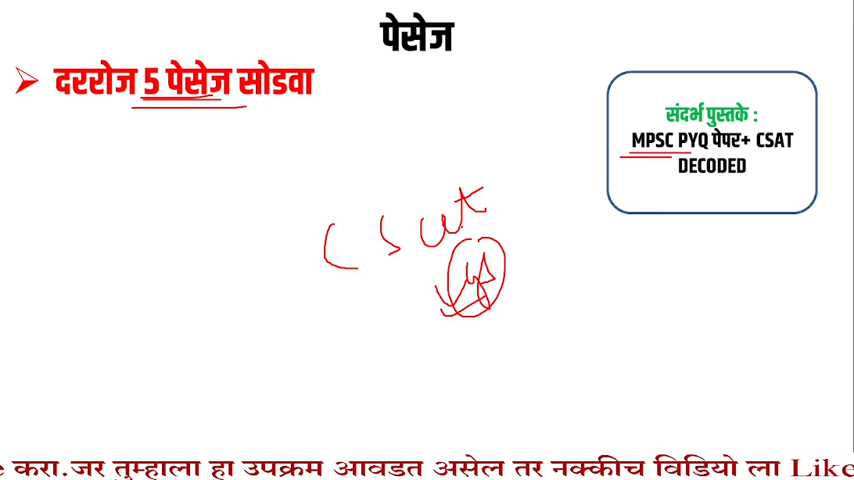 पेसेज
➢ दररोज 5 पेसेज सोडवा
संदर्भ पुस्तके :
MPSC PYQ पेपर+ CSAT
DECODED
CSat
e करा.जर तुम्हाला हा उपक्रम आवडत असेल तर नक्कीच विडियो ला Like